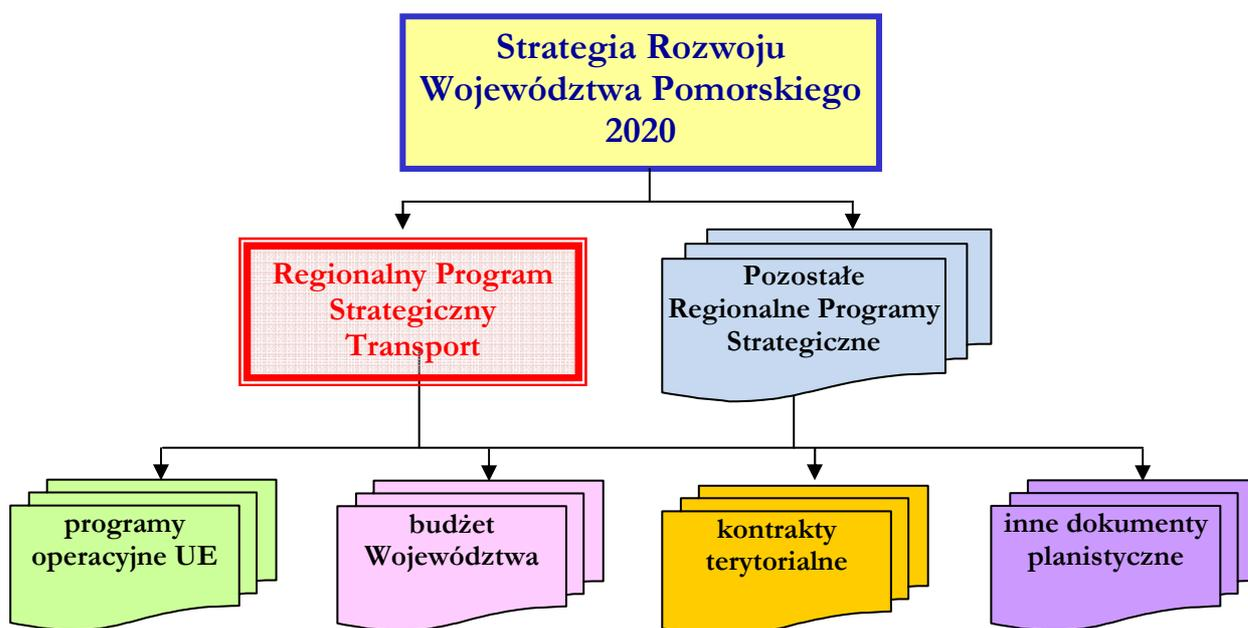 Strategia Rozwoju
Województwa Pomorskiego
2020
Regionalny Program
Strategiczny
Transport
Pozostałe
Regionalne Programy
Strategiczne
programy
operacyjne UE
budżet
Województwa
kontrakty
terytorialne
inne dokumenty
planistyczne